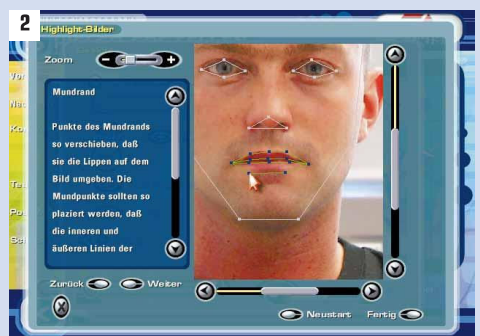 2
Highlight-Bilder
Zoom
Mundrand
Punkte des Mundrands
so verschieben, daß
sie die Lippen auf dem
Bild umgeben. Die
Mundpunkte sollten so
plaziert werden, daß
die inneren und
äußeren Linien der
Zurück
Weiter
Neustart
Fertig